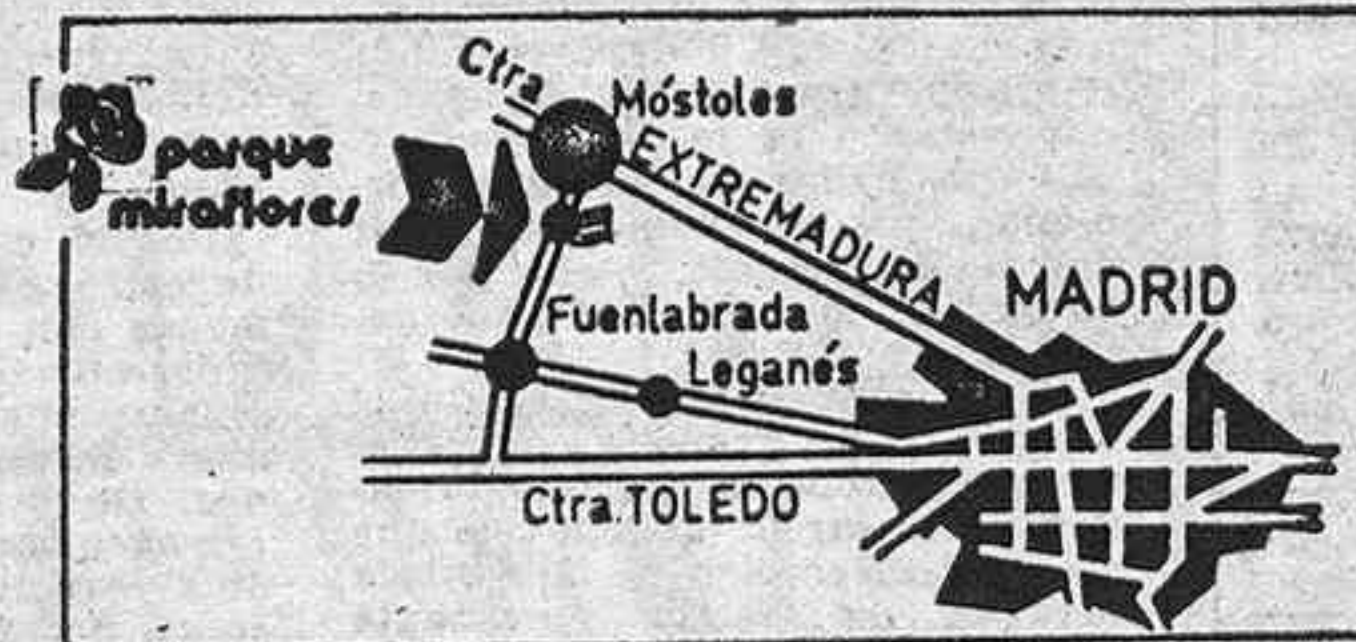 Ctra
Móstoles
EXTREMADURA
parque
miraflores
MADRID
Fuenlabrada
Leganés
Ctra. TOLEDO